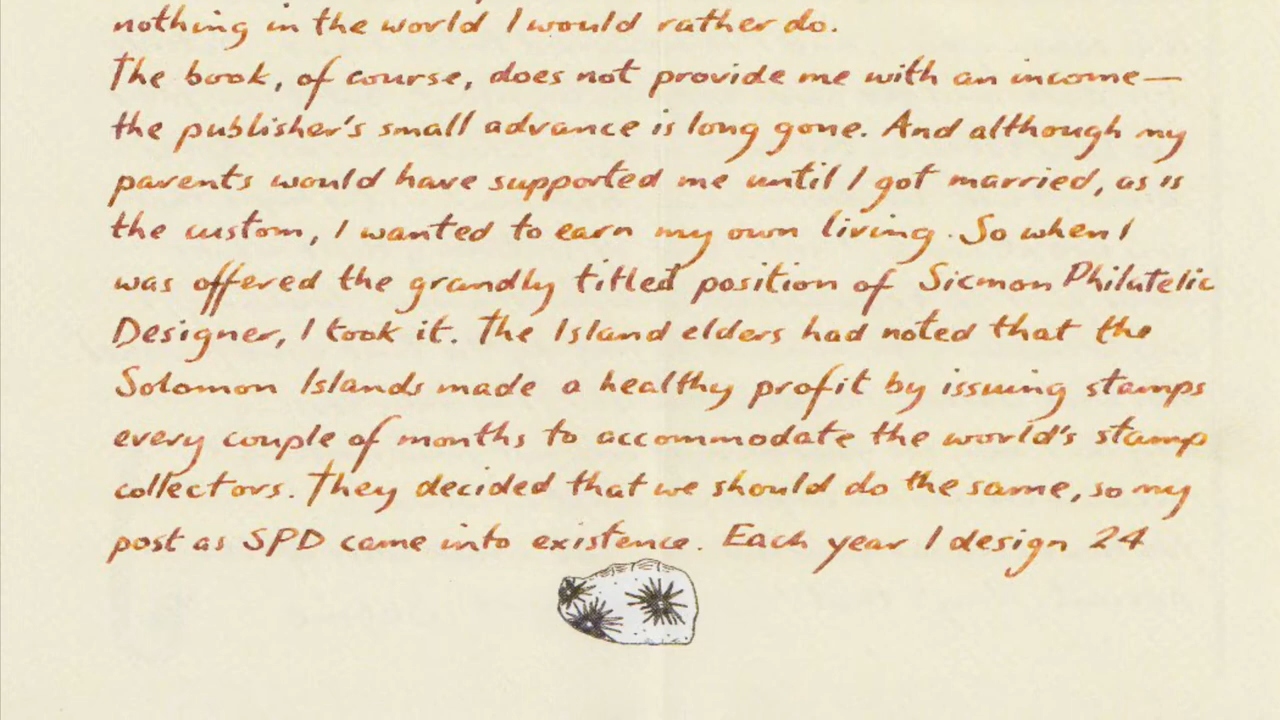 nothing in the world I would rather do.
The book, of course, does not provide me with an income—
the publisher's small advance is long gone. And although my
parents would have supported me until I got married, as is
the custom, I wanted to earn my own living. So when I
was offered the grandly titled position of Sicmon Philatelic
Designer, I took it. The Island elders had noted that the
Solomon Islands made a healthy profit by issuing stamps
every couple of months to accommodate the world's stamp
collectors. They decided that we should do the same, so my
post as SPD came into existence. Each year I design 24